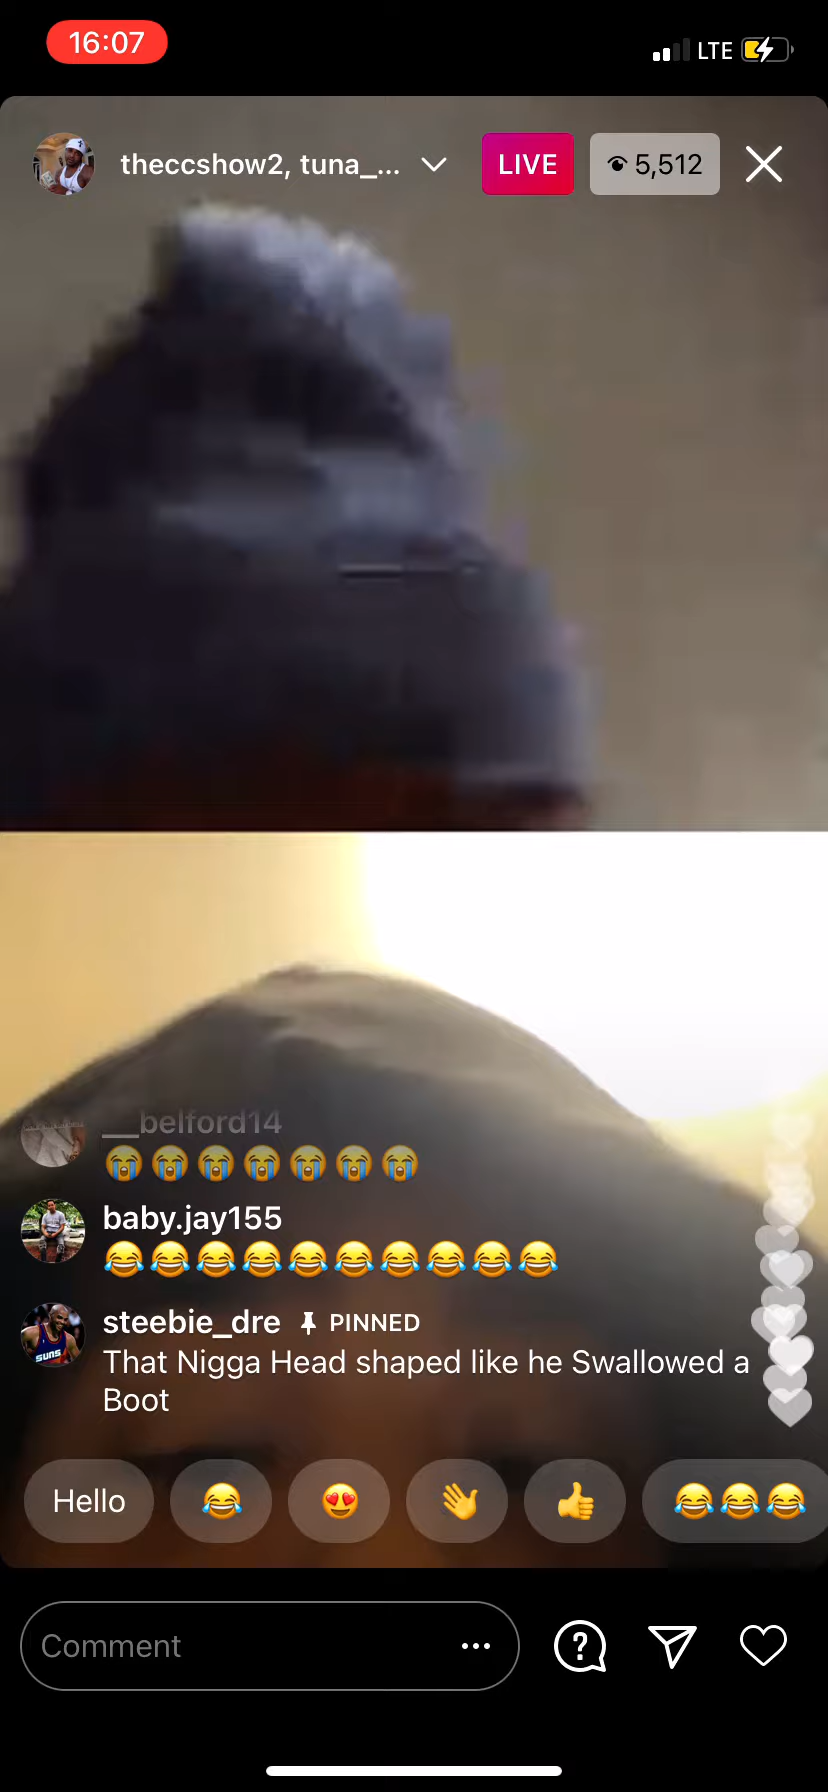 16:07
LTE
theccshow2, tuna_...
LIVE
5,512
__belford14
😭😭😭😭😭😭😭
baby.jay155
😂😂😂😂😂😂😂😂😂😂
steebie_dre PINNED
That Nigga Head shaped like he Swallowed a
Boot
Hello 😂 😍 👋 👍 😂😂😂
Comment